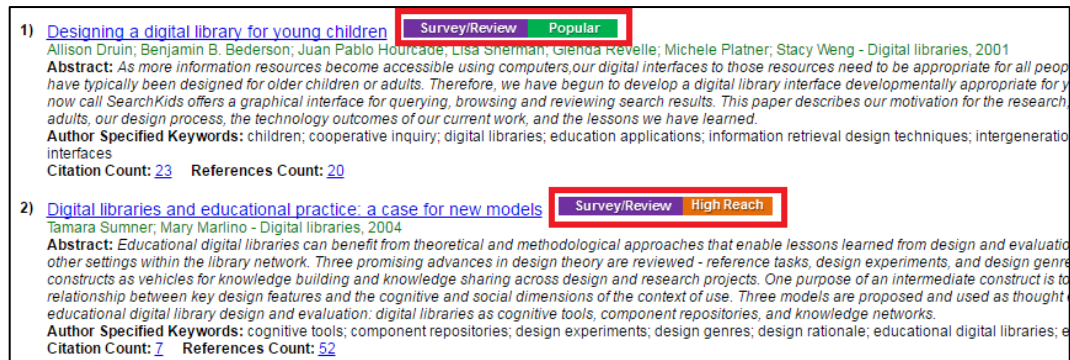 1) Designing a digital library for young children Survey/Review Popular
Allison Druin; Benjamin B. Bederson; Juan Pablo Hourcade; Lisa Sherman; Glenda Revelle; Michele Platner; Stacy Weng - Digital libraries, 2001
Abstract: As more information resources become accessible using computers,our digital interfaces to those resources need to be appropriate for all peop
have typically been designed for older children or adults. Therefore, we have begun to develop a digital library interface developmentally appropriate for y
now call SearchKids offers a graphical interface for querying, browsing and reviewing search results. This paper describes our motivation for the research,
adults, our design process, the technology outcomes of our current work, and the lessons we have learned.
Author Specified Keywords: children; cooperative inquiry; digital libraries; education applications; information retrieval design techniques; intergeneratio
interfaces
Citation Count: 23 References Count: 20
2) Digital libraries and educational practice: a case for new models Survey/Review High Reach
Tamara Sumner; Mary Marlino - Digital libraries, 2004
Abstract: Educational digital libraries can benefit from theoretical and methodological approaches that enable lessons learned from design and evaluatio
other settings within the library network. Three promising advances in design theory are reviewed - reference tasks, design experiments, and design genre
constructs as vehicles for knowledge building and knowledge sharing across design and research projects. One purpose of an intermediate construct is to
relationship between key design features and the cognitive and social dimensions of the context of use. Three models are proposed and used as thought
educational digital library design and evaluation: digital libraries as cognitive tools, component repositories, and knowledge networks.
Author Specified Keywords: cognitive tools; component repositories; design experiments; design genres; design rationale; educational digital libraries; e
Citation Count: 7 References Count: 52